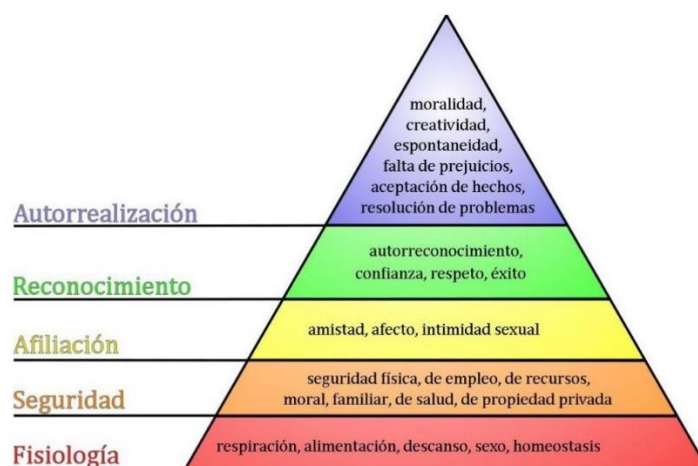 moralidad,
creatividad,
espontaneidad,
falta de prejuicios,
aceptación de hechos,
resolución de problemas
Autorrealización
autorreconocimiento,
confianza, respeto, éxito
Reconocimiento
amistad, afecto, intimidad sexual
Afiliación
seguridad física, de empleo, de recursos,
moral, familiar, de salud, de propiedad privada
Seguridad
respiración, alimentación, descanso, sexo, homeostasis
Fisiología